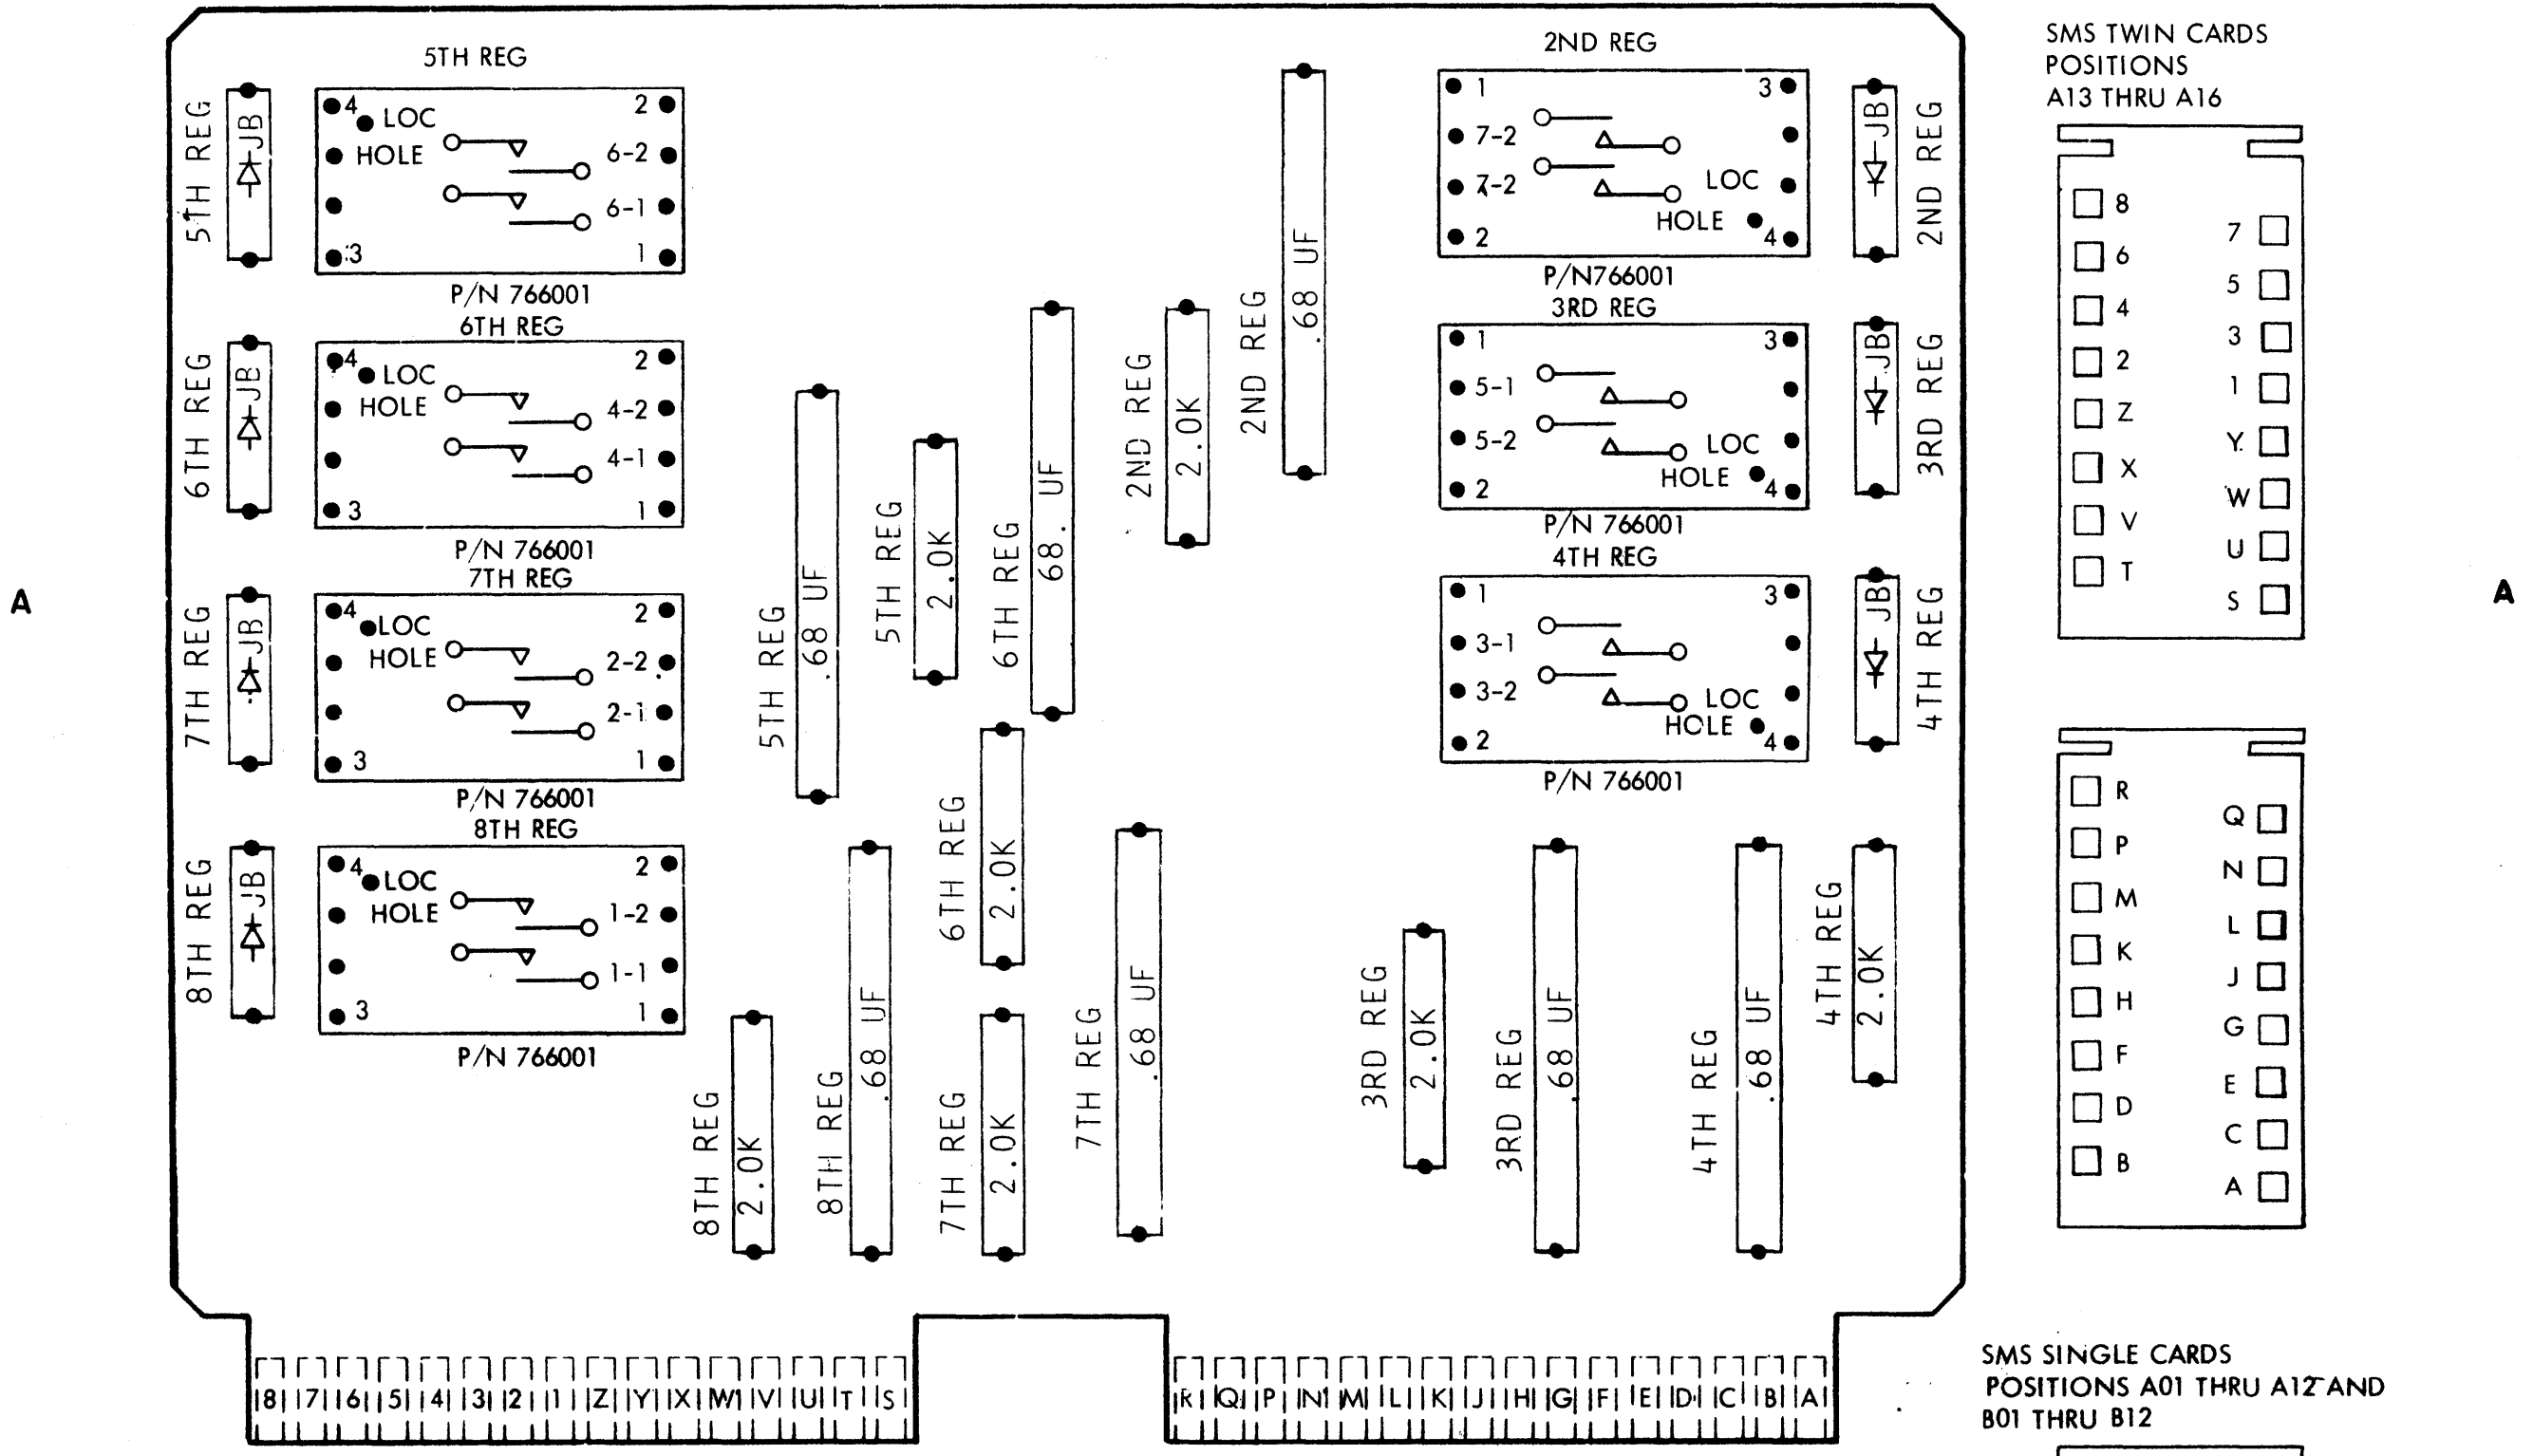 5TH REG
5TH REG
JB
4
LOC
HOLE
2
6-2
6-1
3
1
P/N 766001
6TH REG
6TH REG
JB
4
LOC
HOLE
2
4-2
4-1
3
1
P/N 766001
7TH REG
7TH REG
JB
4
LOC
HOLE
2
2-2
2-1
3
1
P/N 766001
8TH REG
8TH REG
JB
4
LOC
HOLE
2
1-2
1-1
3
1
P/N 766001
A
5TH REG
.68 UF
5TH REG
2.0K
6TH REG
68. UF
2ND REG
2.0K
2ND REG
.68 UF
6TH REG
2.0K
8TH REG
2.0K
8TH REG
.68 UF
7TH REG
2.0K
7TH REG
.68 UF
2ND REG
1
7-2
7-2
2
3
LOC
HOLE
4
P/N766001
JB
2ND REG
3RD REG
1
5-1
5-2
2
3
LOC
HOLE
4
P/N 766001
JB
3RD REG
4TH REG
1
3-1
3-2
2
3
LOC
HOLE
4
P/N 766001
JB
4TH REG
3RD REG
2.0K
3RD REG
.68 UF
4TH REG
.68 UF
4TH REG
2.0K
8 7 6 5 4 3 2 1 Z Y X W V U T S
R Q P N M L K J H G F E D C B A
SMS TWIN CARDS
POSITIONS
A13 THRU A16
8
7
6
5
4
3
2
1
Z
Y
X
W
V
U
T
S
A
R
Q
P
N
M
L
K
J
H
G
F
E
D
C
B
A
SMS SINGLE CARDS
POSITIONS A01 THRU A12 AND
B01 THRU B12